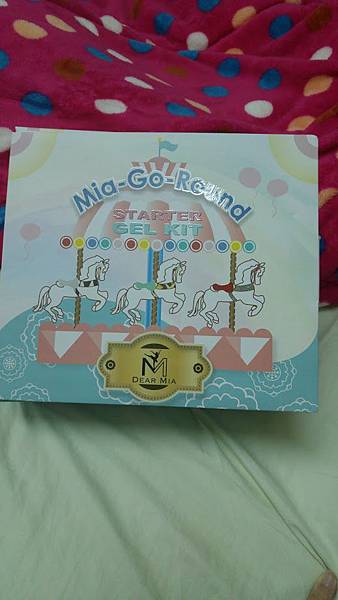 Mia-Go-Round
STARTER
GEL KIT
M
DEAR MIA